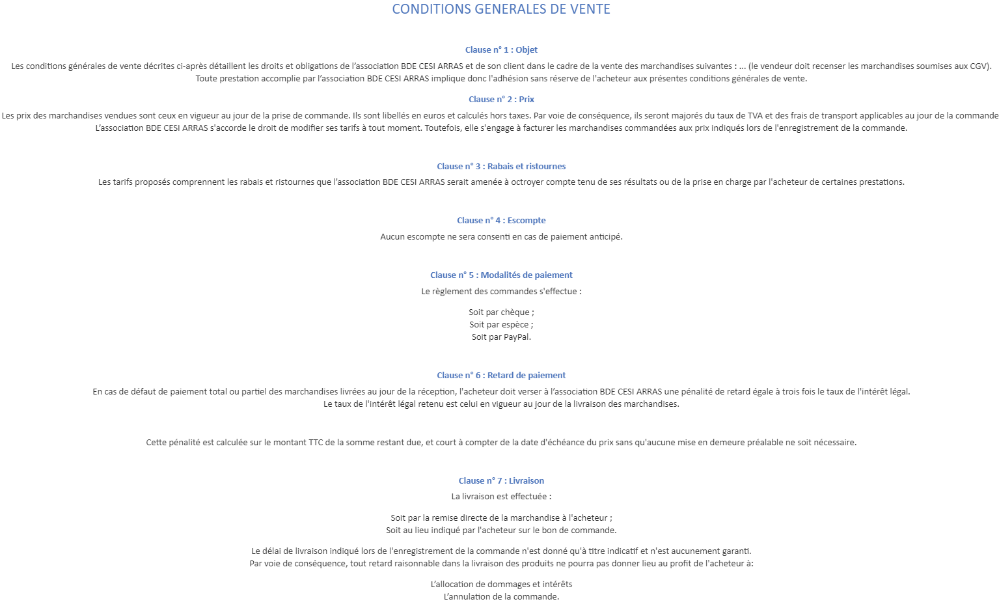 CONDITIONS GENERALES DE VENTE
Clause n° 1 : Objet
Les conditions générales de vente décrites ci-après détaillent les droits et obligations de l’association BDE CESI ARRAS et de son client dans le cadre de la vente des marchandises suivantes : ... (le vendeur doit recenser les marchandises soumises aux CGV).
Toute prestation accomplie par l’association BDE CESI ARRAS implique donc l'adhésion sans réserve de l'acheteur aux présentes conditions générales de vente.
Clause n° 2 : Prix
Les prix des marchandises vendues sont ceux en vigueur au jour de la prise de commande. Ils sont libellés en euros et calculés hors taxes. Par voie de conséquence, ils seront majorés du taux de TVA et des frais de transport applicables au jour de la commande
L’association BDE CESI ARRAS s'accorde le droit de modifier ses tarifs à tout moment. Toutefois, elle s'engage à facturer les marchandises commandées aux prix indiqués lors de l'enregistrement de la commande.
Clause n° 3 : Rabais et ristournes
Les tarifs proposés comprennent les rabais et ristournes que l’association BDE CESI ARRAS serait amenée à octroyer compte tenu de ses résultats ou de la prise en charge par l'acheteur de certaines prestations.
Clause n° 4 : Escompte
Aucun escompte ne sera consenti en cas de paiement anticipé.
Clause n° 5 : Modalités de paiement
Le règlement des commandes s'effectue :
Soit par chèque ;
Soit par espèce ;
Soit par PayPal.
Clause n° 6 : Retard de paiement
En cas de défaut de paiement total ou partiel des marchandises livrées au jour de la réception, l'acheteur doit verser à l’association BDE CESI ARRAS une pénalité de retard égale à trois fois le taux de l'intérêt légal.
Le taux de l'intérêt légal retenu est celui en vigueur au jour de la livraison des marchandises.
Cette pénalité est calculée sur le montant TTC de la somme restant due, et court à compter de la date d'échéance du prix sans qu'aucune mise en demeure préalable ne soit nécessaire.
Clause n° 7 : Livraison
La livraison est effectuée :
Soit par la remise directe de la marchandise à l'acheteur ;
Soit au lieu indiqué par l'acheteur sur le bon de commande.
Le délai de livraison indiqué lors de l'enregistrement de la commande n'est donné qu'à titre indicatif et n'est aucunement garanti.
Par voie de conséquence, tout retard raisonnable dans la livraison des produits ne pourra pas donner lieu au profit de l'acheteur à:
L’allocation de dommages et intérêts
L’annulation de la commande.